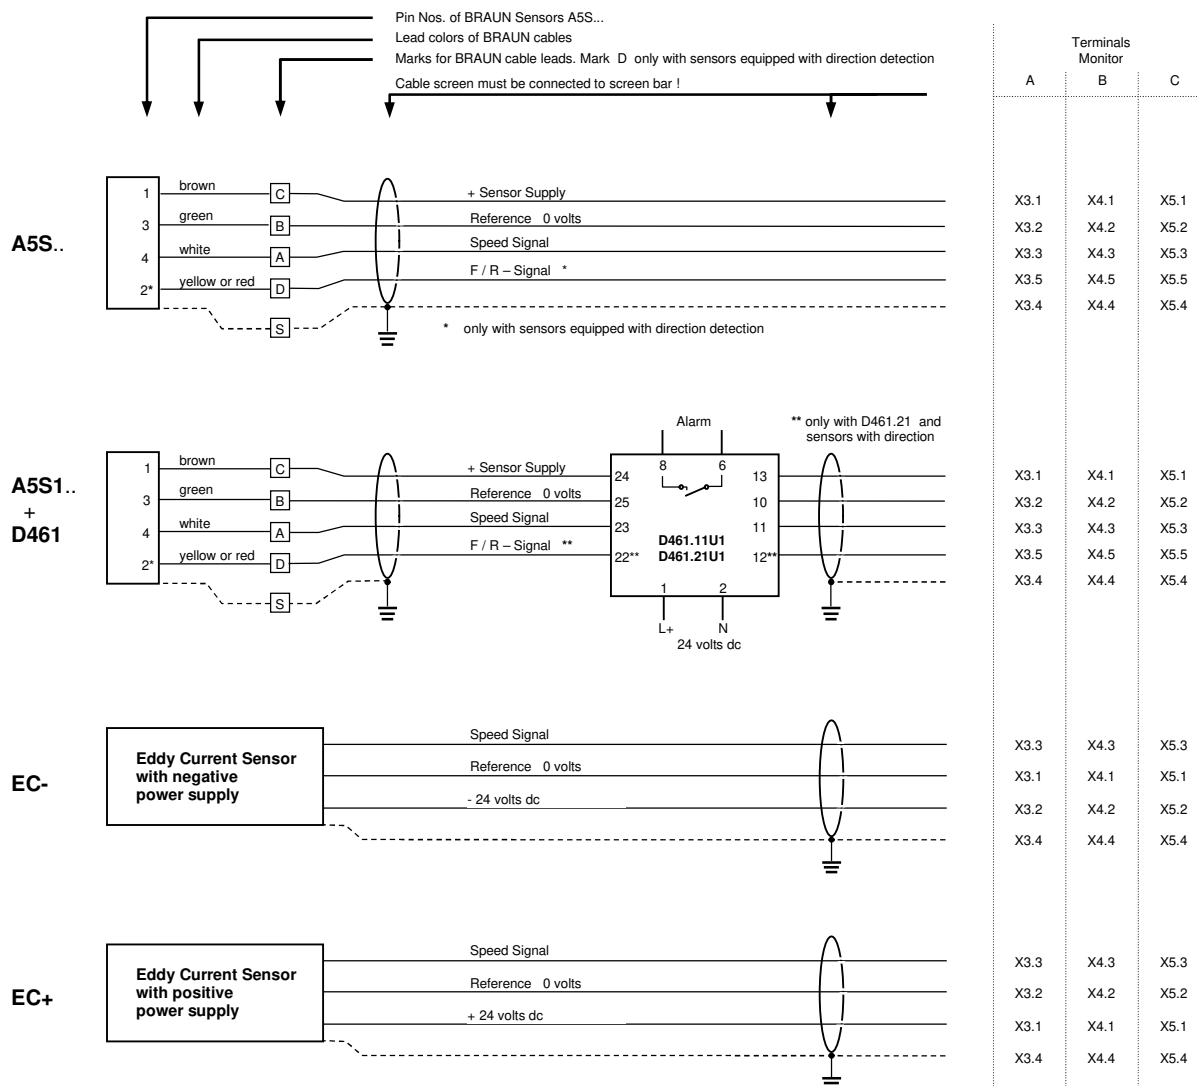 Pin Nos. of BRAUN Sensors A5S...
Lead colors of BRAUN cables
Marks for BRAUN cable leads. Mark D only with sensors equipped with direction detection
Cable screen must be connected to screen bar !
Terminals
Monitor
A B C
A5S..
1 brown C + Sensor Supply X3.1 X4.1 X5.1
3 green B Reference 0 volts X3.2 X4.2 X5.2
4 white A Speed Signal X3.3 X4.3 X5.3
2* yellow or red D F / R – Signal * X3.5 X4.5 X5.5
X3.4 X4.4 X5.4
S * only with sensors equipped with direction detection
Alarm
** only with D461.21 and
sensors with direction
A5S1..
+
D461
8 6
1 brown C + Sensor Supply 24 13 X3.1 X4.1 X5.1
3 green B Reference 0 volts 25 10 X3.2 X4.2 X5.2
4 white A Speed Signal 23 11 X3.3 X4.3 X5.3
D461.11U1
D461.21U1
2* yellow or red D F / R – Signal ** 22** 12** X3.5 X4.5 X5.5
X3.4 X4.4 X5.4
S
1 2
L+ N
24 volts dc
EC-
Eddy Current Sensor
with negative
power supply
Speed Signal X3.3 X4.3 X5.3
Reference 0 volts X3.1 X4.1 X5.1
- 24 volts dc X3.2 X4.2 X5.2
X3.4 X4.4 X5.4
EC+
Eddy Current Sensor
with positive
power supply
Speed Signal X3.3 X4.3 X5.3
Reference 0 volts X3.2 X4.2 X5.2
+ 24 volts dc X3.1 X4.1 X5.1
X3.4 X4.4 X5.4